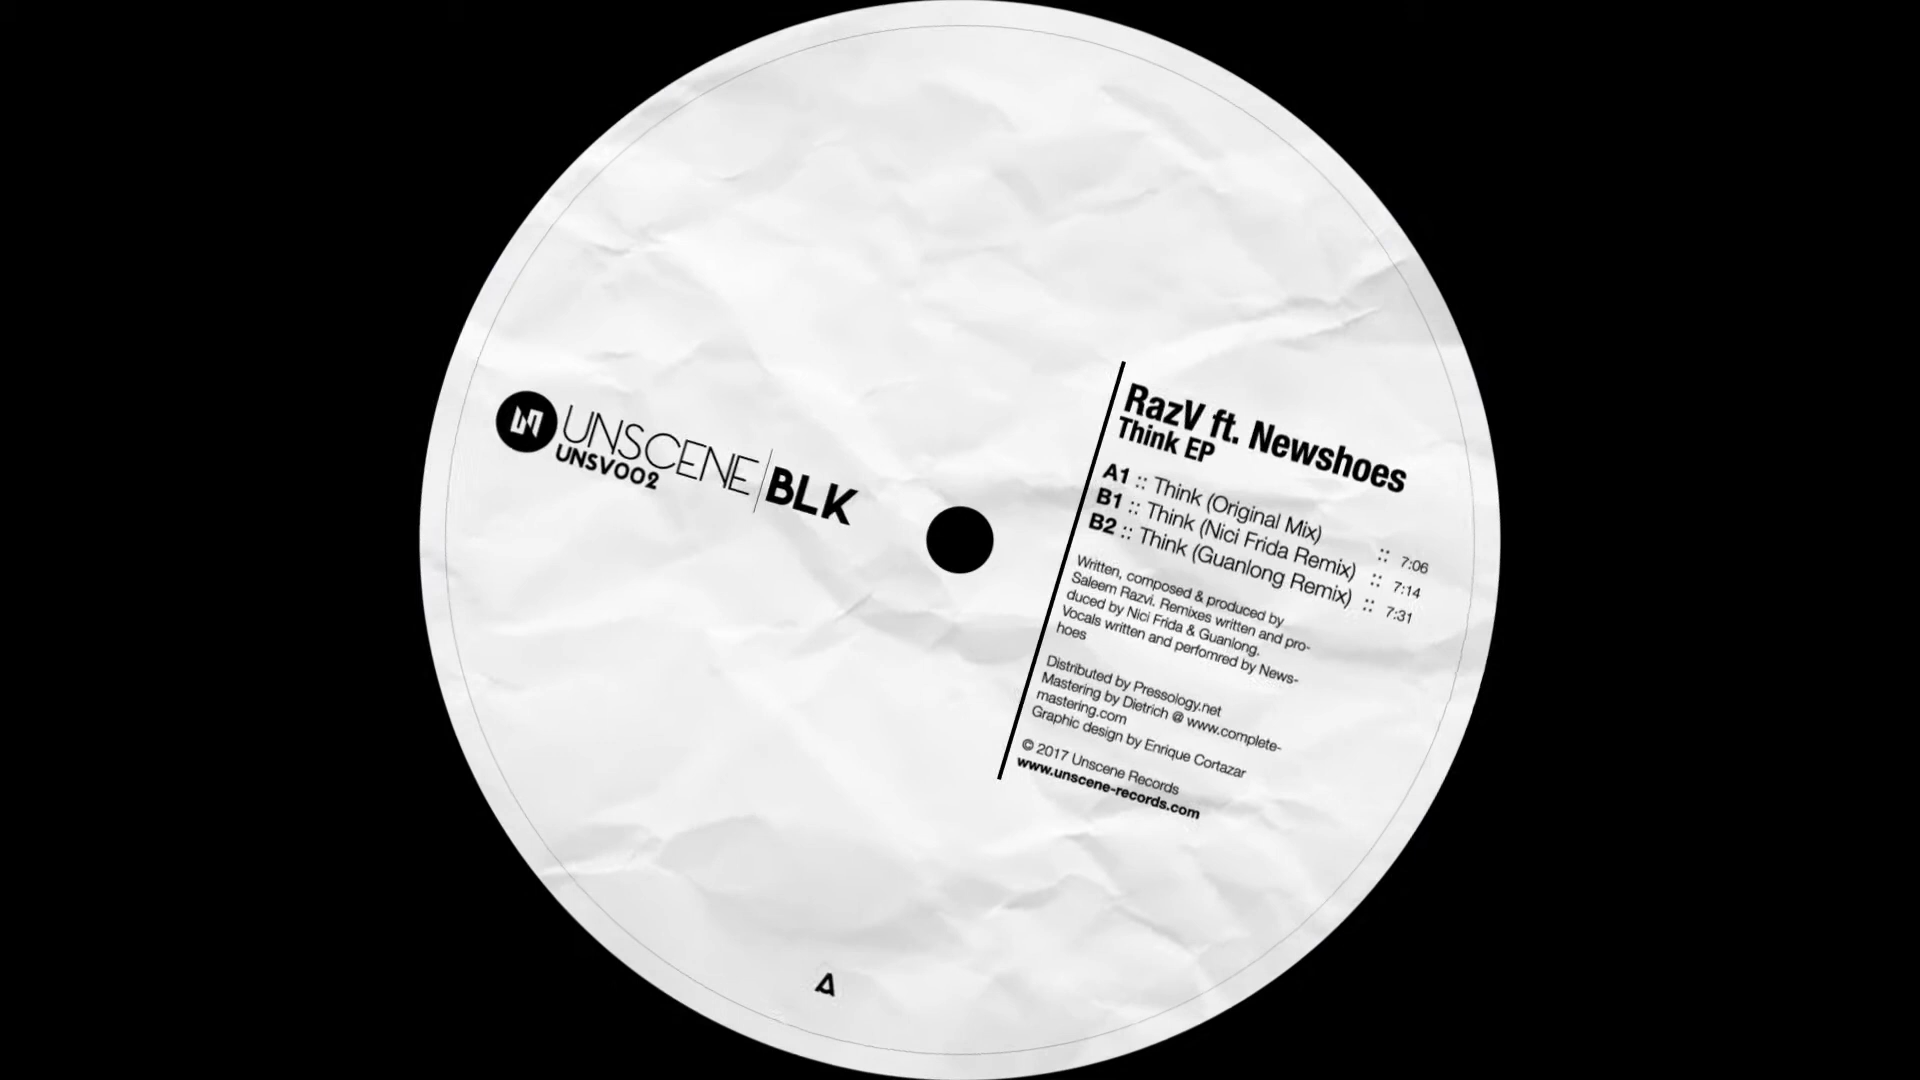 UNSCENE|BLK
UNSV002
RazV ft. Newshoes
Think EP
A1 :: Think (Original Mix) :: 7:06
B1 :: Think (Nici Frida Remix) :: 7:14
B2 :: Think (Guanlong Remix) :: 7:31
Written, composed & produced by
Saleem Razvi. Remixes written and pro-
duced by Nici Frida & Guanlong.
Vocals written and perfomred by News-
hoes
Distributed by Pressology.net
Mastering by Dietrich @ www.complete-
mastering.com
Graphic design by Enrique Cortazar
© 2017 Unscene Records
www.unscene-records.com
A